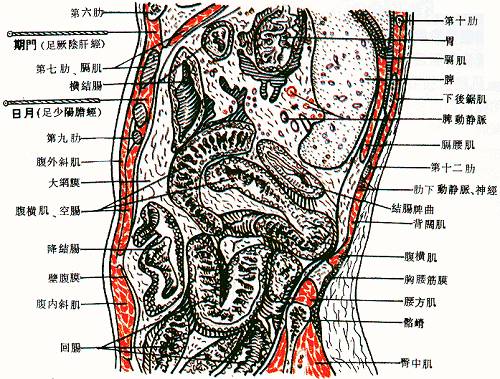 第六肋
期門(足厥陰肝經)
第七肋、膈肌
橫結腸
日月(足少陽膽經)
第九肋
腹外斜肌
大網膜
腹橫肌、空腸
降結腸
壁腹膜
腹內斜肌
回腸
第十肋
胃
膈肌
脾
下後鋸肌
脾動靜脈
膈腰肌
第十二肋
肋下動靜脈、神經
結腸脾曲
背闊肌
腹橫肌
胸腰筋膜
腰方肌
髂嵴
臀中肌